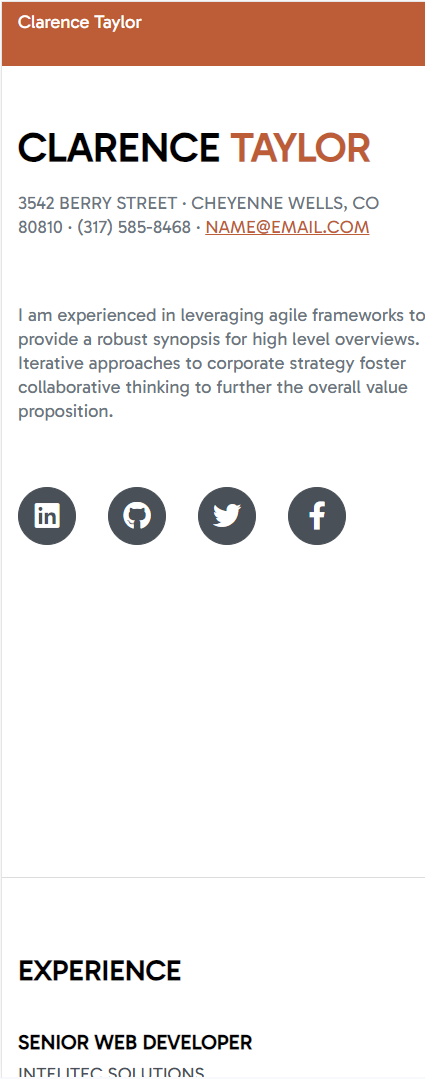 Clarence Taylor
CLARENCE TAYLOR
3542 BERRY STREET · CHEYENNE WELLS, CO
80810 · (317) 585-8468 · NAME@EMAIL.COM
I am experienced in leveraging agile frameworks to
provide a robust synopsis for high level overviews.
Iterative approaches to corporate strategy foster
collaborative thinking to further the overall value
proposition.
in
EXPERIENCE
SENIOR WEB DEVELOPER
INTELITEC SOLUTIONS